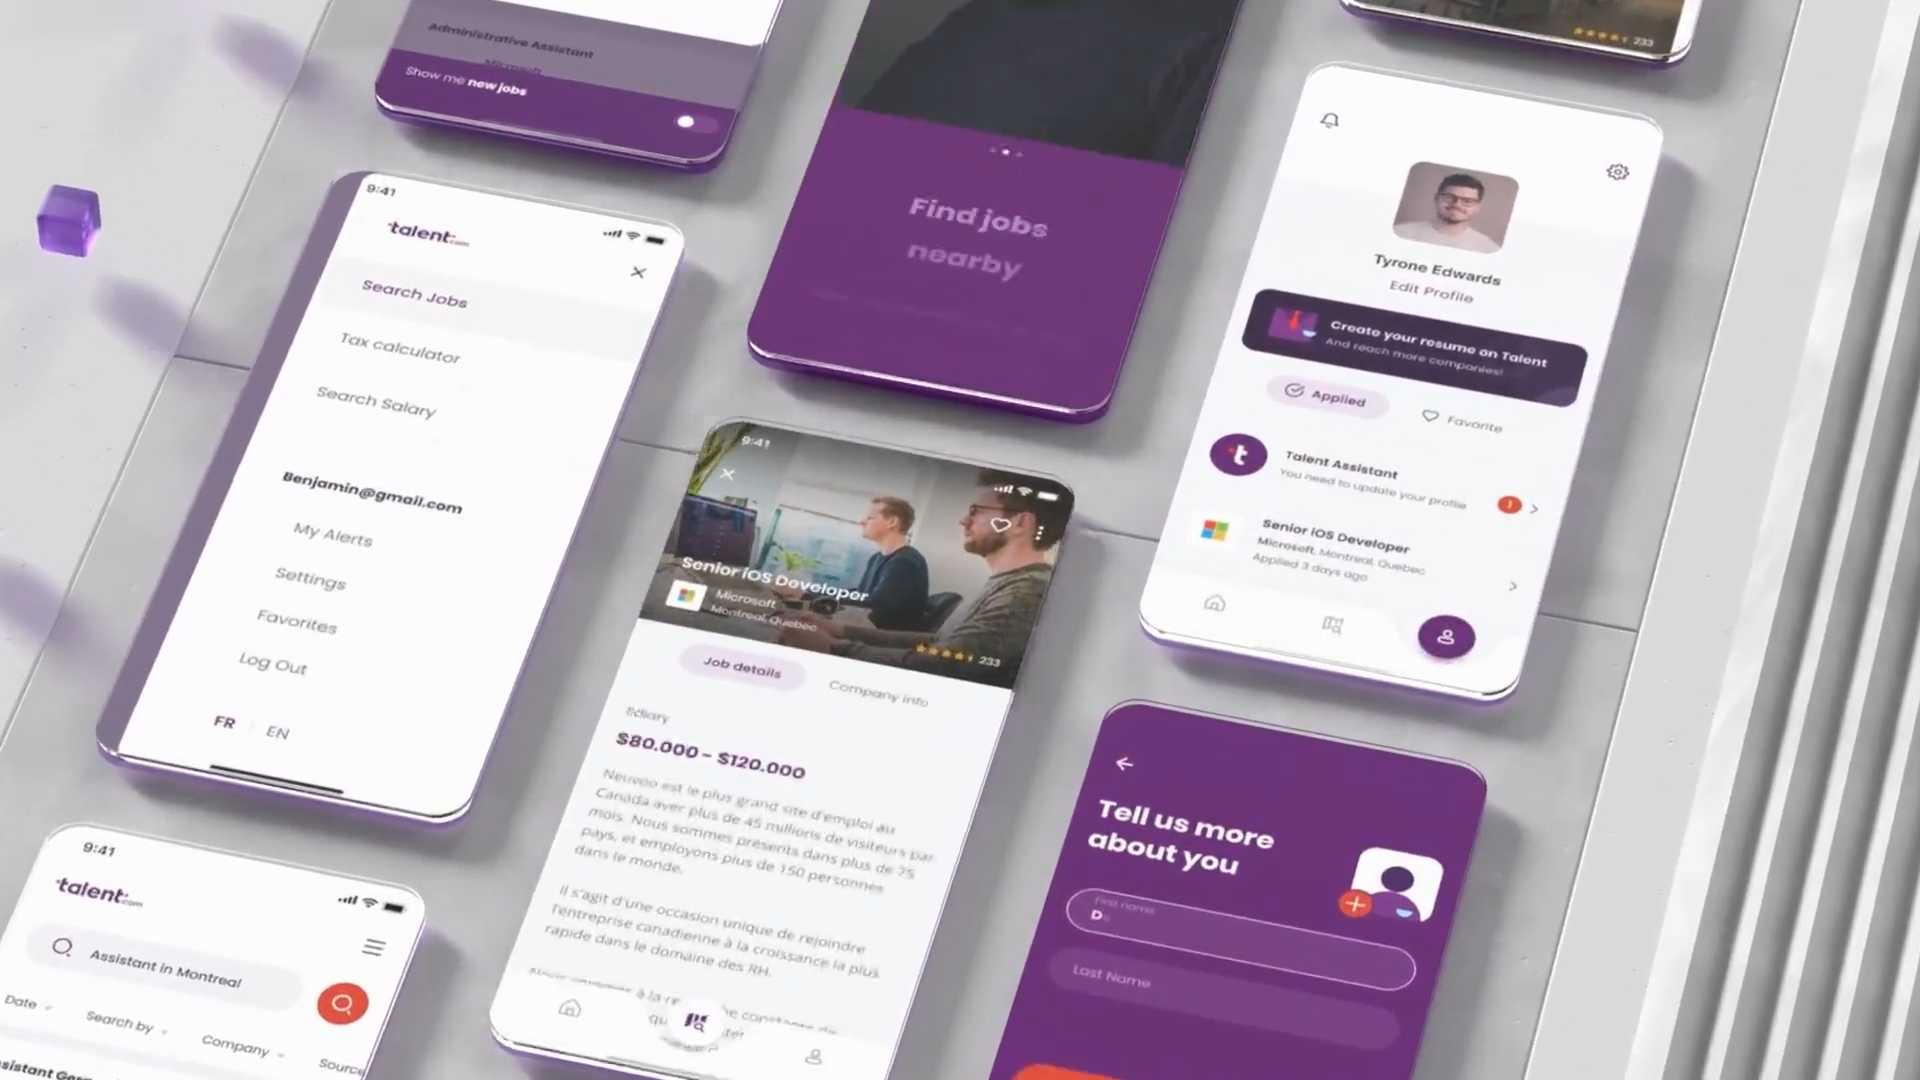 Administrative Assistant
Microsoft
Show me new jobs
233
9:41
talent.com
Search Jobs
Tax calculator
Search Salary
Benjamin@gmail.com
My Alerts
Settings
Favorites
Log Out
FR EN
Find jobs
nearby
Tyrone Edwards
Edit Profile
Create your resume on Talent
And reach more companies!
Applied
Favorite
t
Talent Assistant
You need to update your profile
1
Senior iOS Developer
Microsoft, Montreal, Quebec
Applied 3 days ago
9:41
Senior iOS Developer
Microsoft
Montreal, Quebec
233
Job details
Company info
$80.000 - $120.000
Neuvoo est le plus grand site d'emploi au
Canada avec plus de 45 millions de visiteurs par
mois. Nous sommes présents dans plus de 75
pays, et employons plus de 150 personnes
dans le monde.
Il s'agit d'une occasion unique de rejoindre
l'entreprise canadienne à la croissance la plus
rapide dans le domaine des RH.
Tell us more
about you
First name
D
Last Name
9:41
talent.com
Assistant in Montreal
Date
Search by
Company
Source